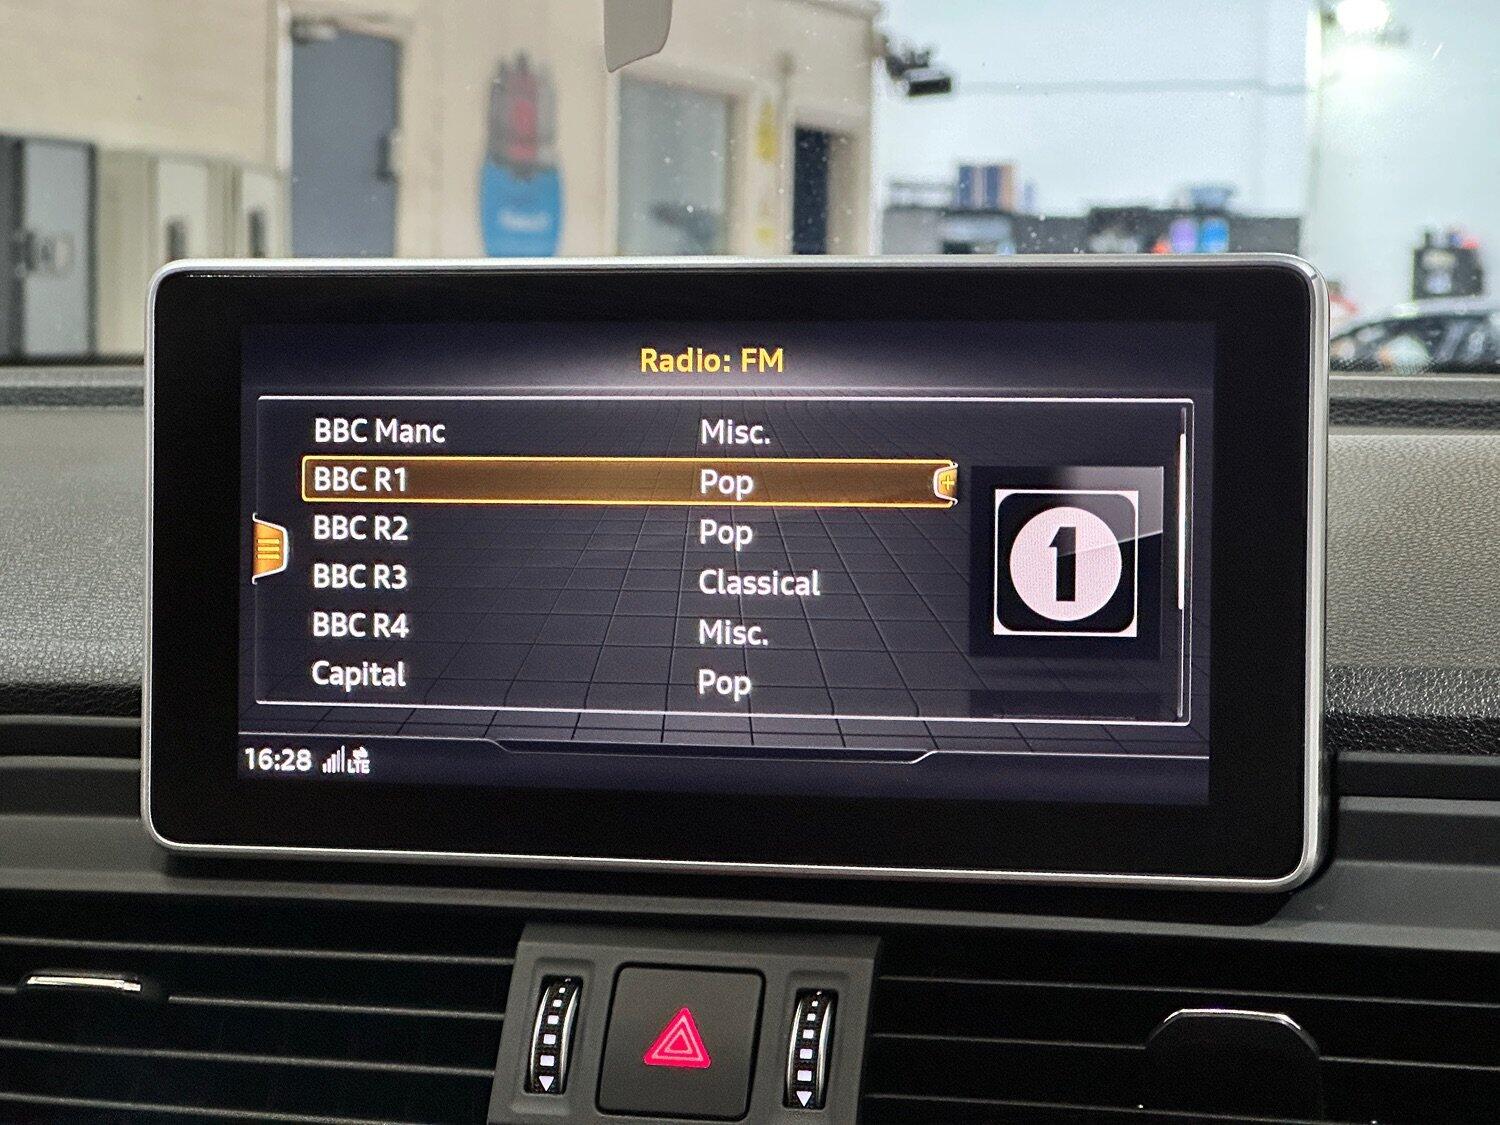 Radio: FM
BBC Manc Misc.
BBC R1 Pop
BBC R2 Pop
BBC R3 Classical
BBC R4 Misc.
Capital Pop
1
16:28 LTE